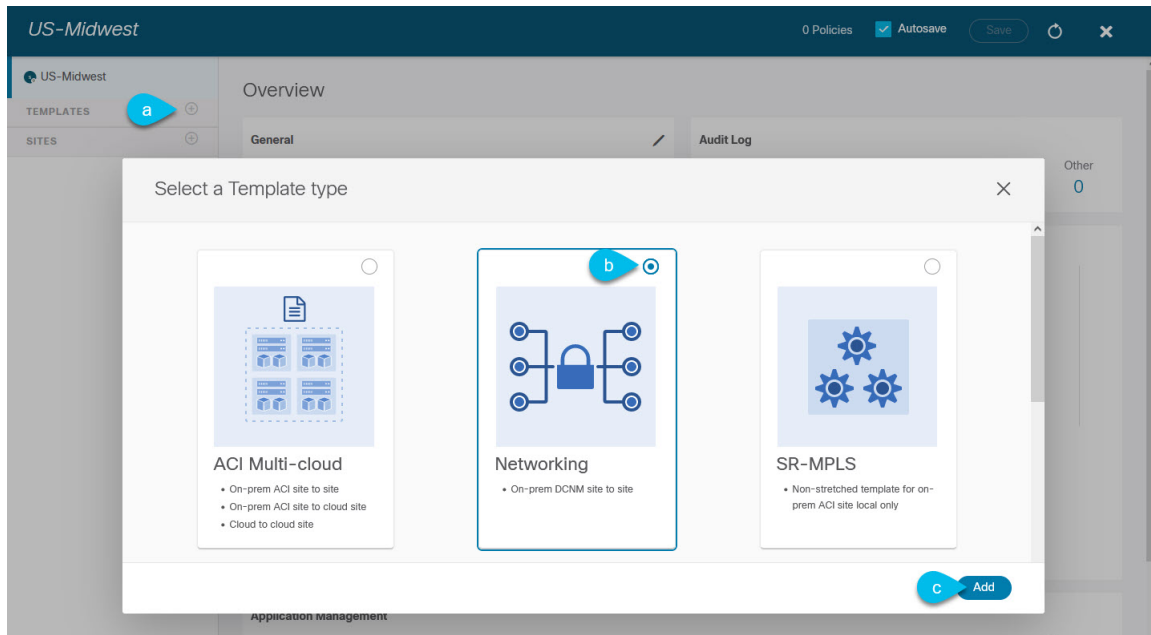 US-Midwest
0 Policies
Autosave
Save
US-Midwest
TEMPLATES
a
SITES
Overview
General
Audit Log
Other
0
Select a Template type
b
ACI Multi-cloud
• On-prem ACI site to site
• On-prem ACI site to cloud site
• Cloud to cloud site
Networking
• On-prem DCNM site to site
SR-MPLS
• Non-stretched template for on-
prem ACI site local only
c
Add
Application Management